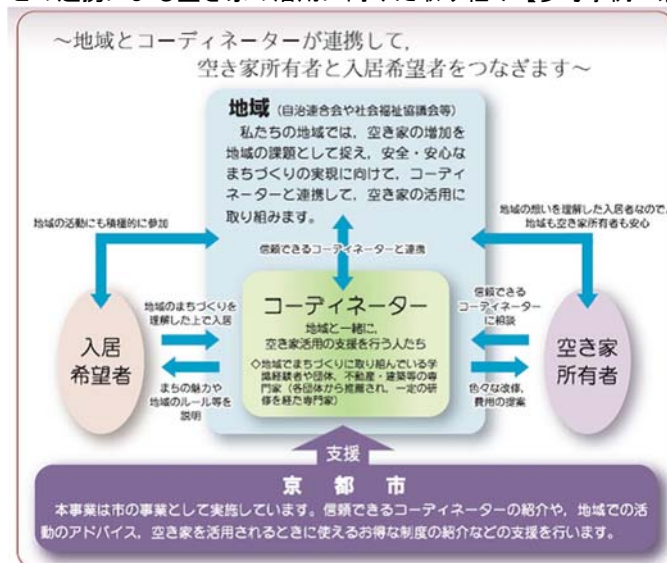 ～地域とコーディネーターが連携して，
空き家所有者と入居希望者をつなぎます～
地域（自治連合会や社会福祉協議会等）
私たちの地域では，空き家の増加を
地域の課題として捉え，安全・安心な
まちづくりの実現に向けて，コーディ
ネーターと連携して，空き家の活用に
取り組みます。
地域の活動にも積極的に参加
地域の想いを理解した入居者なので，
地域も空き家所有者も安心
信頼できるコーディネーターと連携
地域のまちづくりを
理解した上で入居
コーディネーター
地域と一緒に，
空き家活用の支援を行う人たち
◇地域でまちづくりに取り組んでいる学
識経験者や団体，不動産・建築等の専
門家（各団体から推薦され，一定の研
修を経た専門家）
信頼できる
コーディネーター
に相談
入居
希望者
空き家
所有者
まちの魅力や
地域のルール等を
説明
色々な改修，
費用の提案
支援
京都市
本事業は市の事業として実施しています。信頼できるコーディネーターの紹介や，地域での活
動のアドバイス，空き家を活用されるときに使えるお得な制度の紹介などの支援を行います。